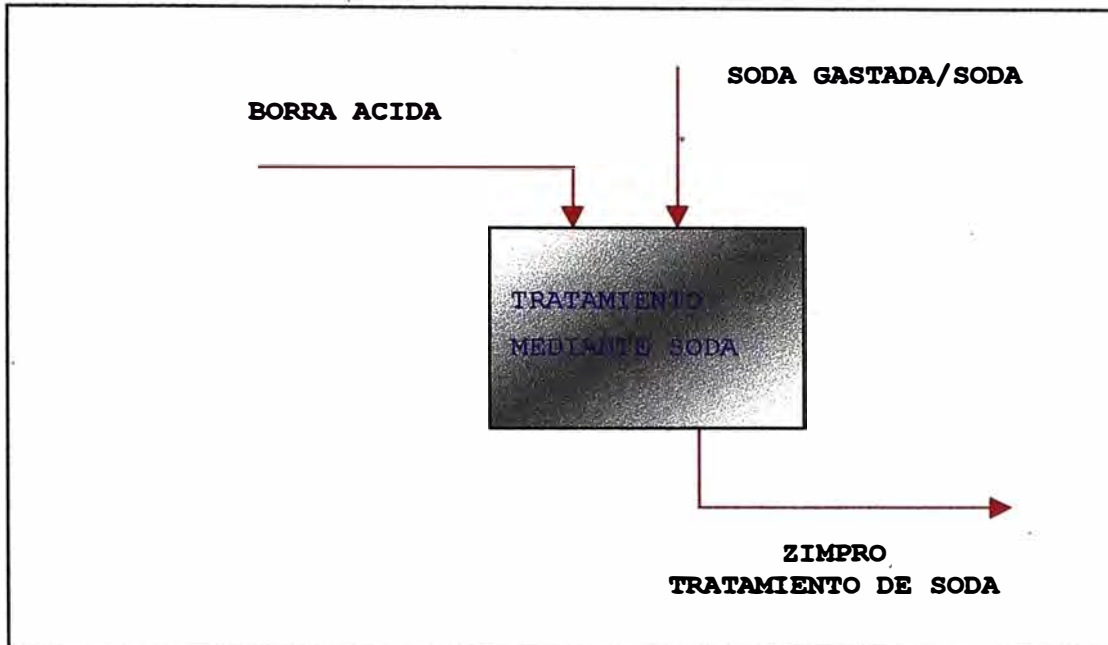 SODA GASTADA/SODA
BORRA ACIDA
TRATAMIENTO
MEDIANTE SODA
ZIMPRO
TRATAMIENTO DE SODA